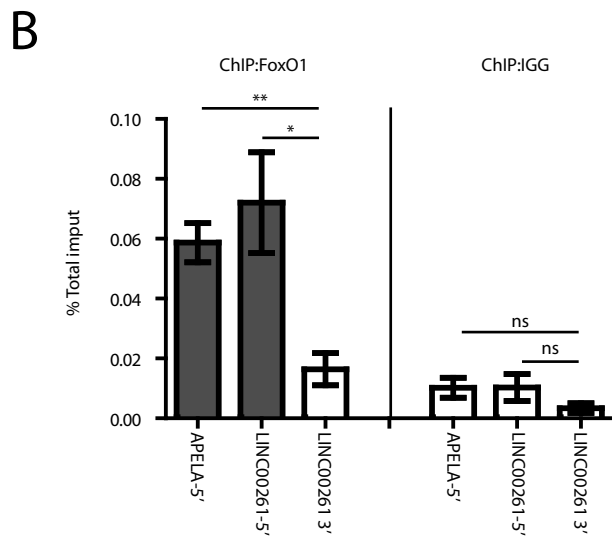 B
ChIP:FoxO1
ChIP:IGG
**
*
ns
ns
% Total imput
0.10
0.08
0.06
0.04
0.02
0.00
APELA-5′
LINC00261-5′
LINC00261 3′
APELA-5′
LINC00261-5′
LINC00261 3′